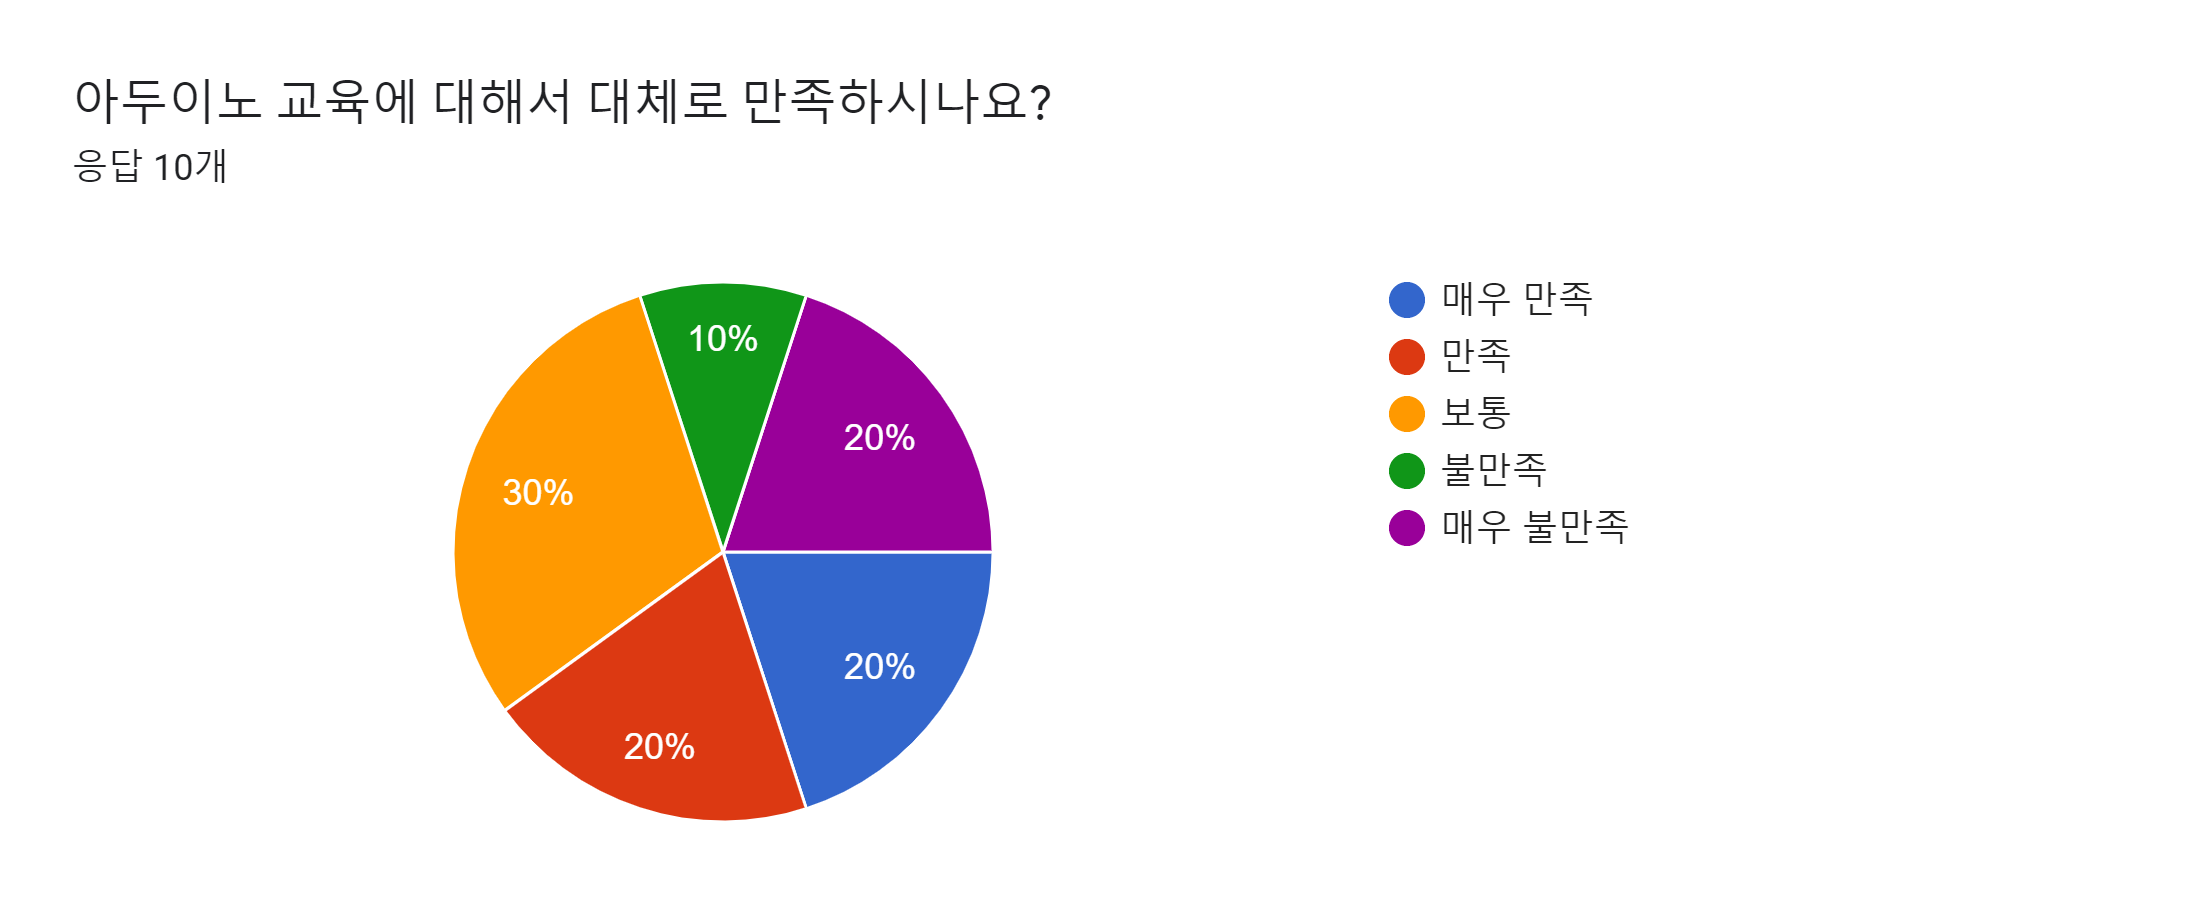 아두이노 교육에 대해서 대체로 만족하시나요?
응답 10개
10%
20%
30%
20%
20%
매우 만족
만족
보통
불만족
매우 불만족